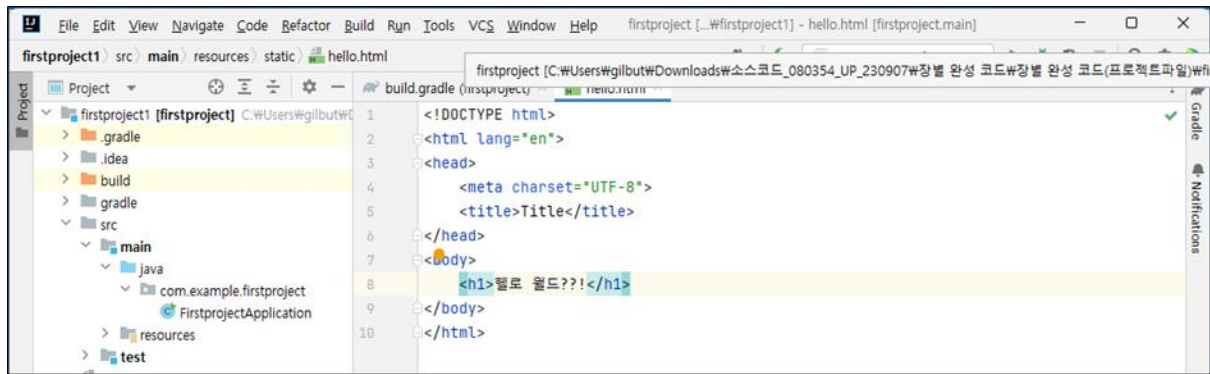 File Edit View Navigate Code Refactor Build Run Tools VCS Window Help firstproject [...₩firstproject1] - hello.html [firstproject.main]
firstproject1 src main resources static hello.html
firstproject [C:₩Users₩gilbut₩Downloads₩소스코드_080354_UP_230907₩장별 완성 코드₩장별 완성 코드(프로젝트파일)₩fi
Project Project build.gradle (firstproject) hello.html
firstproject1 [firstproject] C:₩Users₩gilbut₩D
.gradle
.idea
build
gradle
src
main
java
com.example.firstproject
FirstprojectApplication
resources
test
1 <!DOCTYPE html>
2 <html lang="en">
3 <head>
4 <meta charset="UTF-8">
5 <title>Title</title>
6 </head>
7 <body>
8 <h1>헬로 월드??!</h1>
9 </body>
10 </html>
Gradle
Notifications